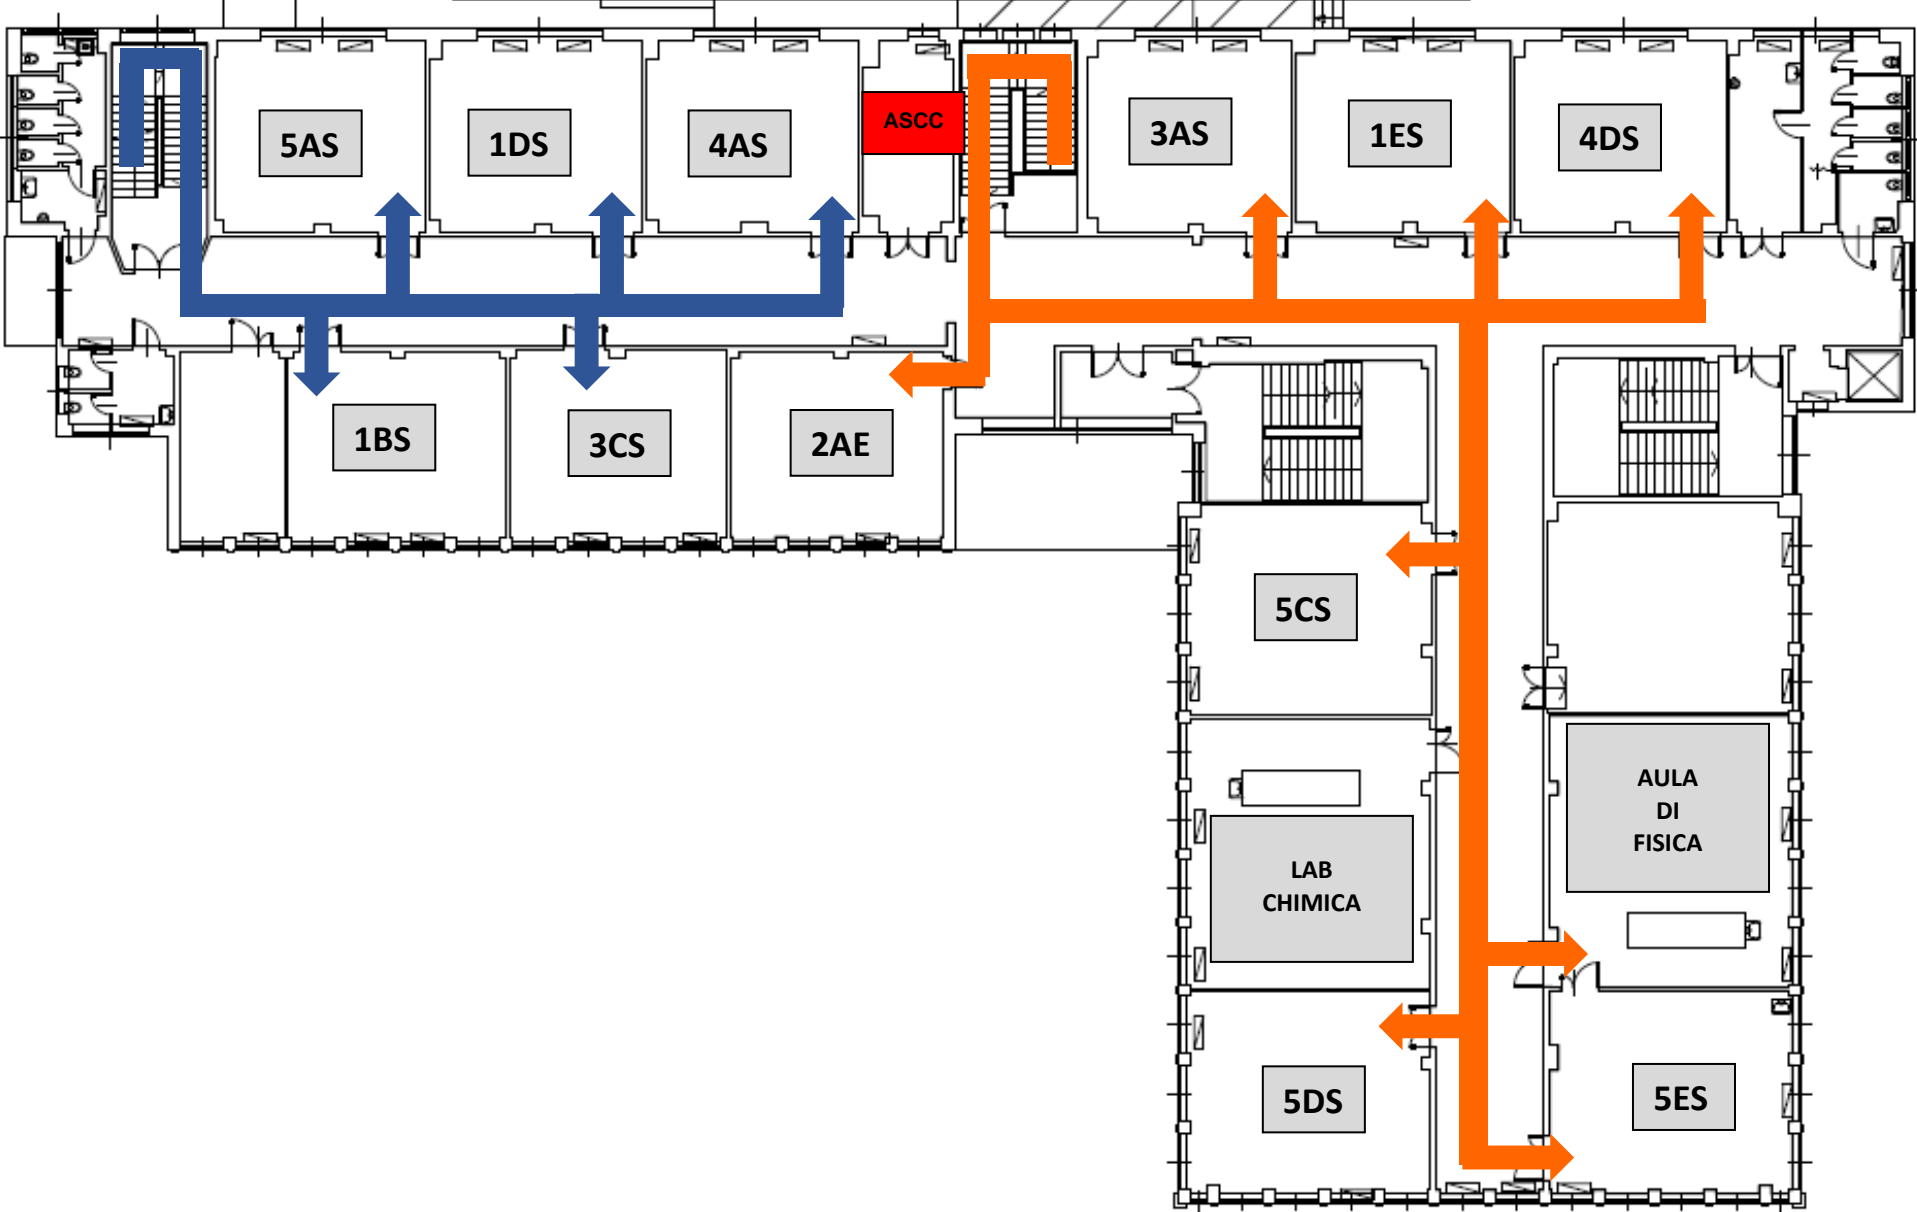 5AS
1DS
4AS
ASCC
3AS
1ES
4DS
1BS
3CS
2AE
5CS
AULA
DI
FISICA
LAB
CHIMICA
5DS
5ES